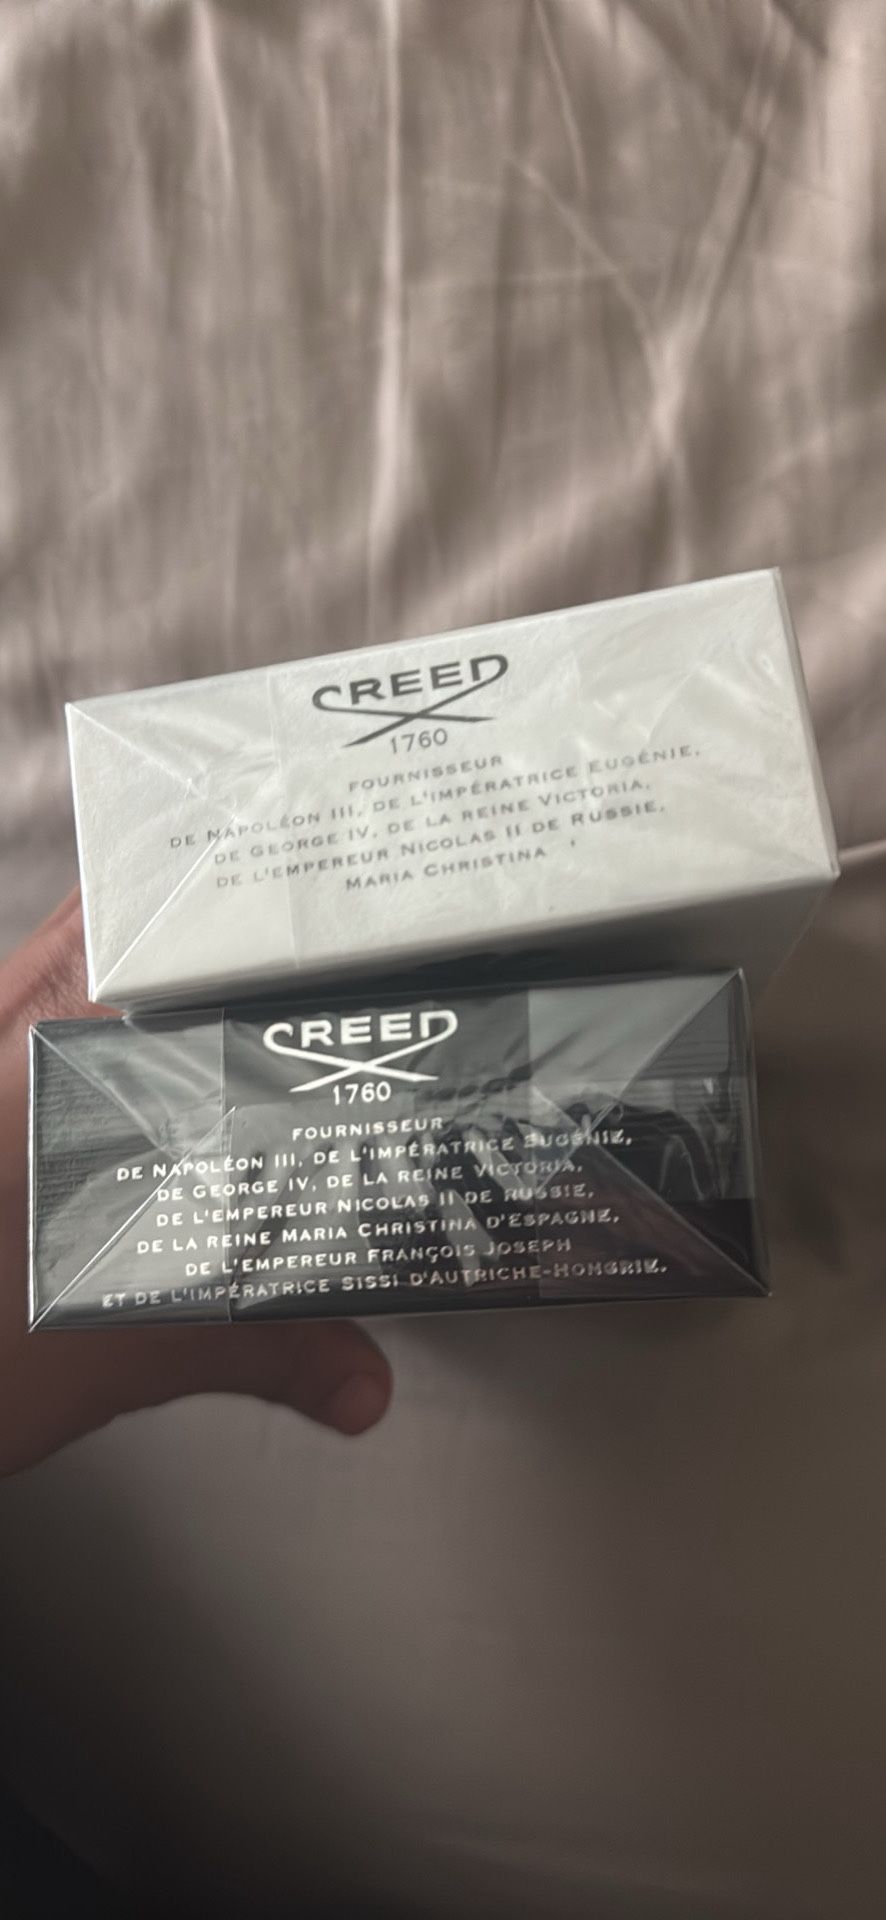 CREED
1760
FOURNISSEUR
DE NAPOLÉON III, DE L'IMPÉRATRICE EUGÉNIE,
DE GEORGE IV, DE LA REINE VICTORIA,
DE L'EMPEREUR NICOLAS II DE RUSSIE,
MARIA CHRISTINA
CREED
1760
FOURNISSEUR
DE NAPOLÉON III, DE L'IMPÉRATRICE EUGÉNIE,
DE GEORGE IV, DE LA REINE VICTORIA,
DE L'EMPEREUR NICOLAS II DE RUSSIE,
DE LA REINE MARIA CHRISTINA D'ESPAGNE,
DE L'EMPEREUR FRANÇOIS JOSEPH
ET DE L'IMPÉRATRICE SISSI D'AUTRICHE-HONGRIE.